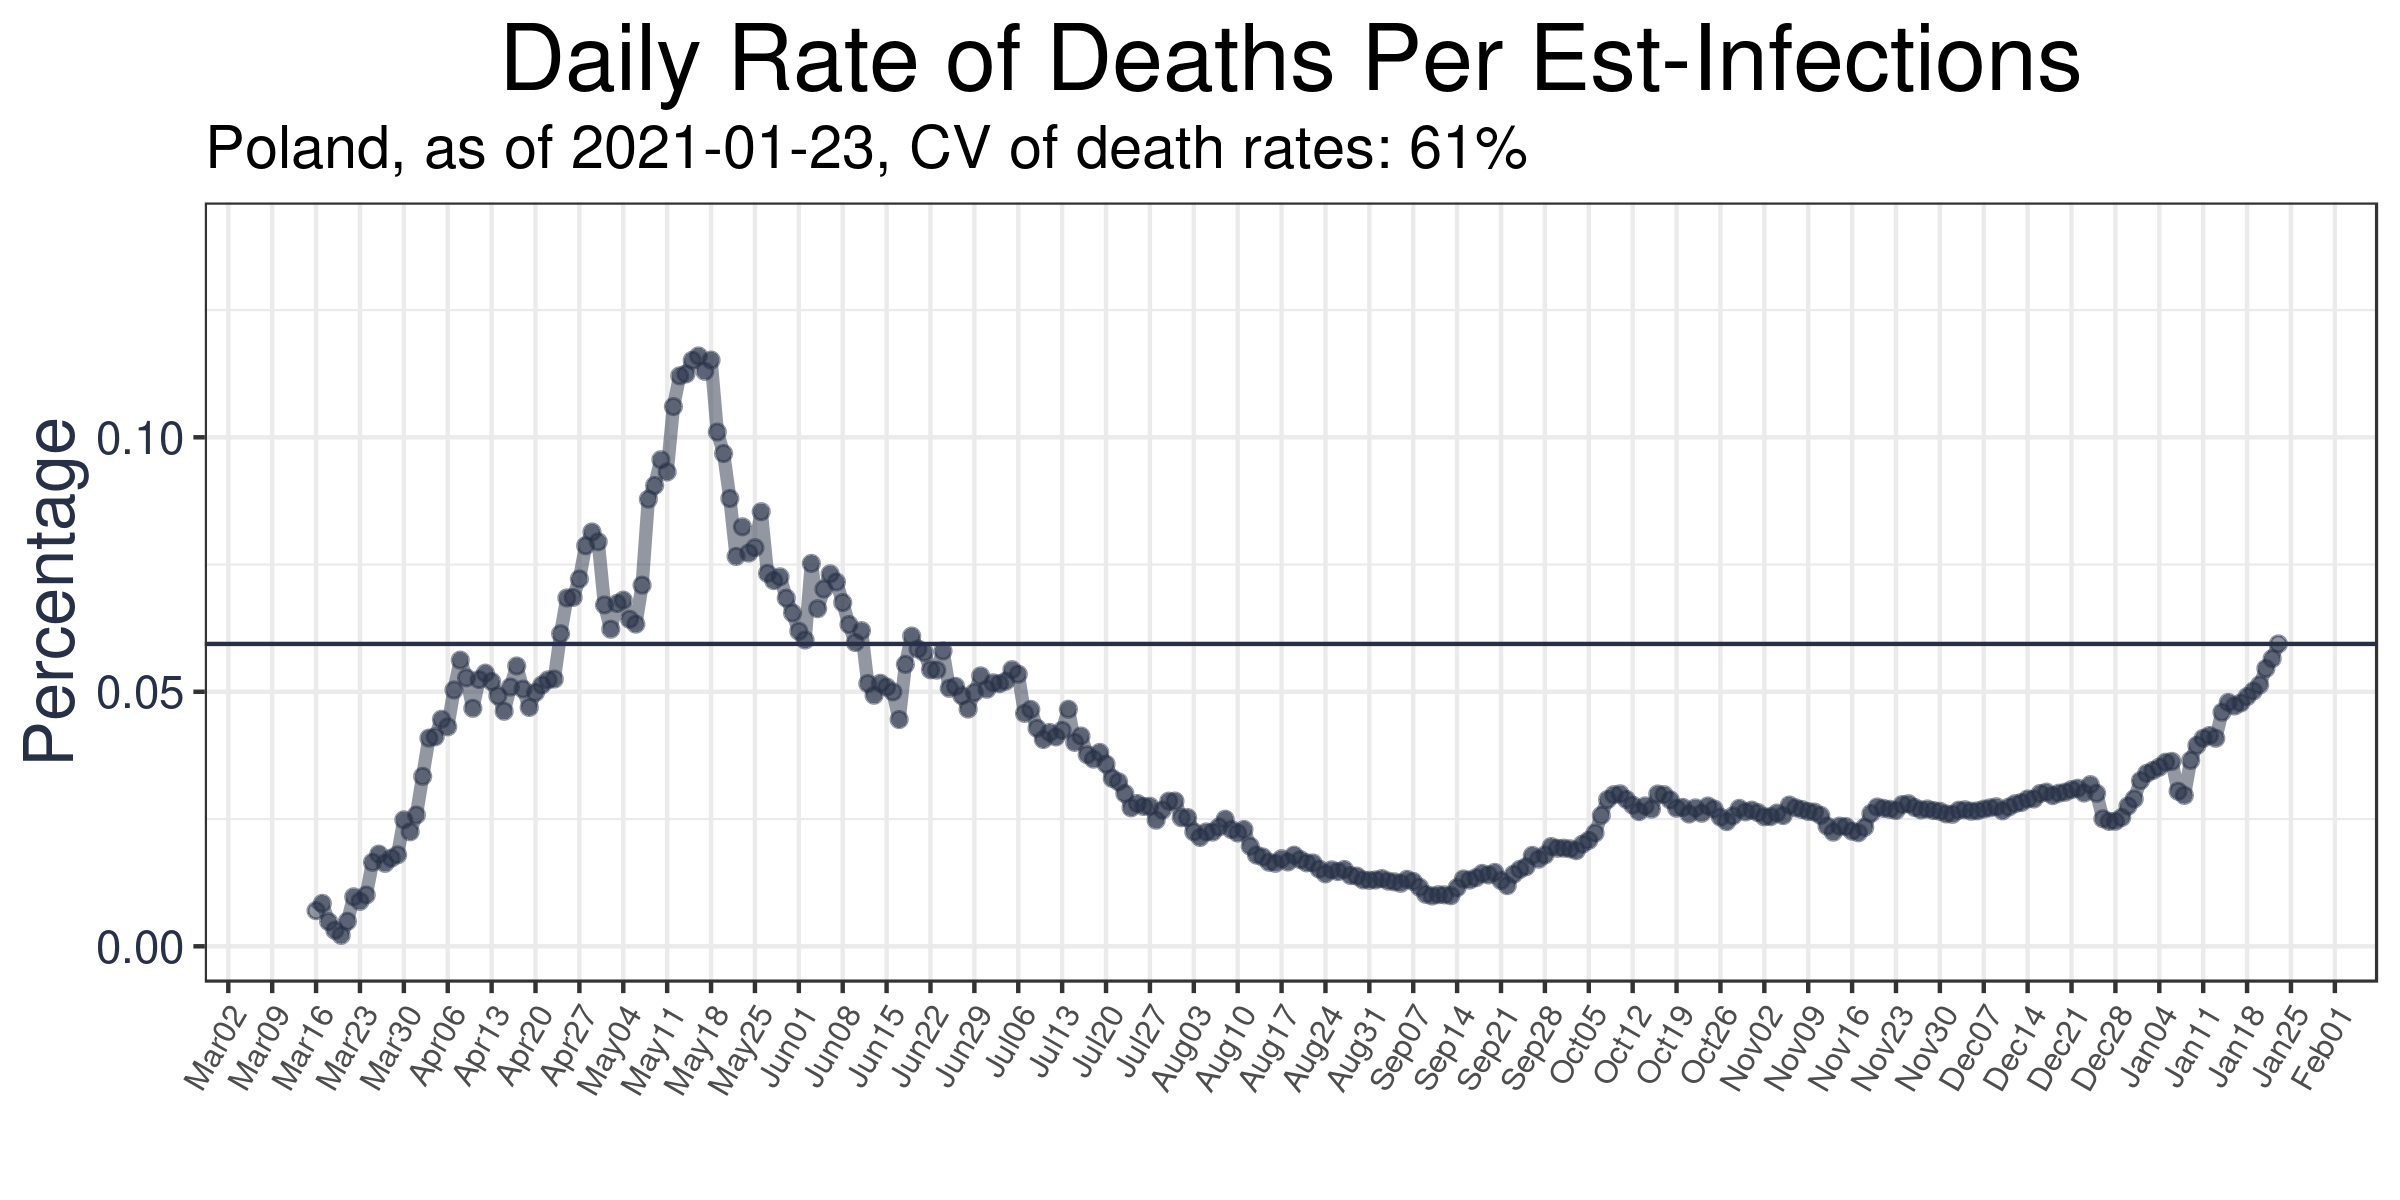 Daily Rate of Deaths Per Est-Infections
Poland, as of 2021-01-23, CV of death rates: 61%
Percentage
0.10
0.05
0.00
Mar02
Mar09
Mar16
Mar23
Mar30
Apr06
Apr13
Apr20
Apr27
May04
May11
May18
May25
Jun01
Jun08
Jun15
Jun22
Jun29
Jul06
Jul13
Jul20
Jul27
Aug03
Aug10
Aug17
Aug24
Aug31
Sep07
Sep14
Sep21
Sep28
Oct05
Oct12
Oct19
Oct26
Nov02
Nov09
Nov16
Nov23
Nov30
Dec07
Dec14
Dec21
Dec28
Jan04
Jan11
Jan18
Jan25
Feb01